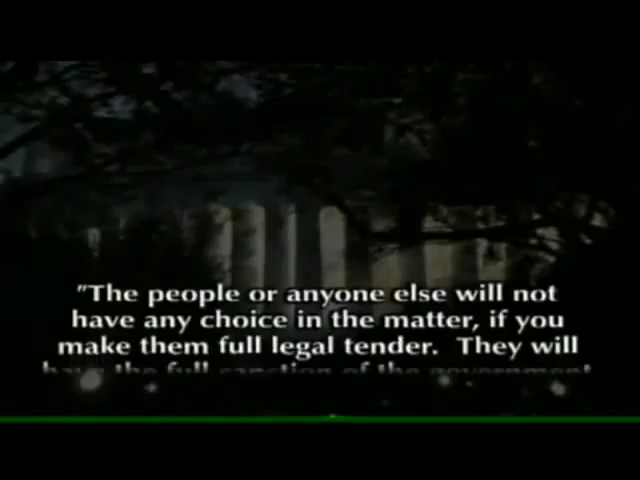 "The people or anyone else will not
have any choice in the matter, if you
make them full legal tender.  They will
have the full sanction of the government